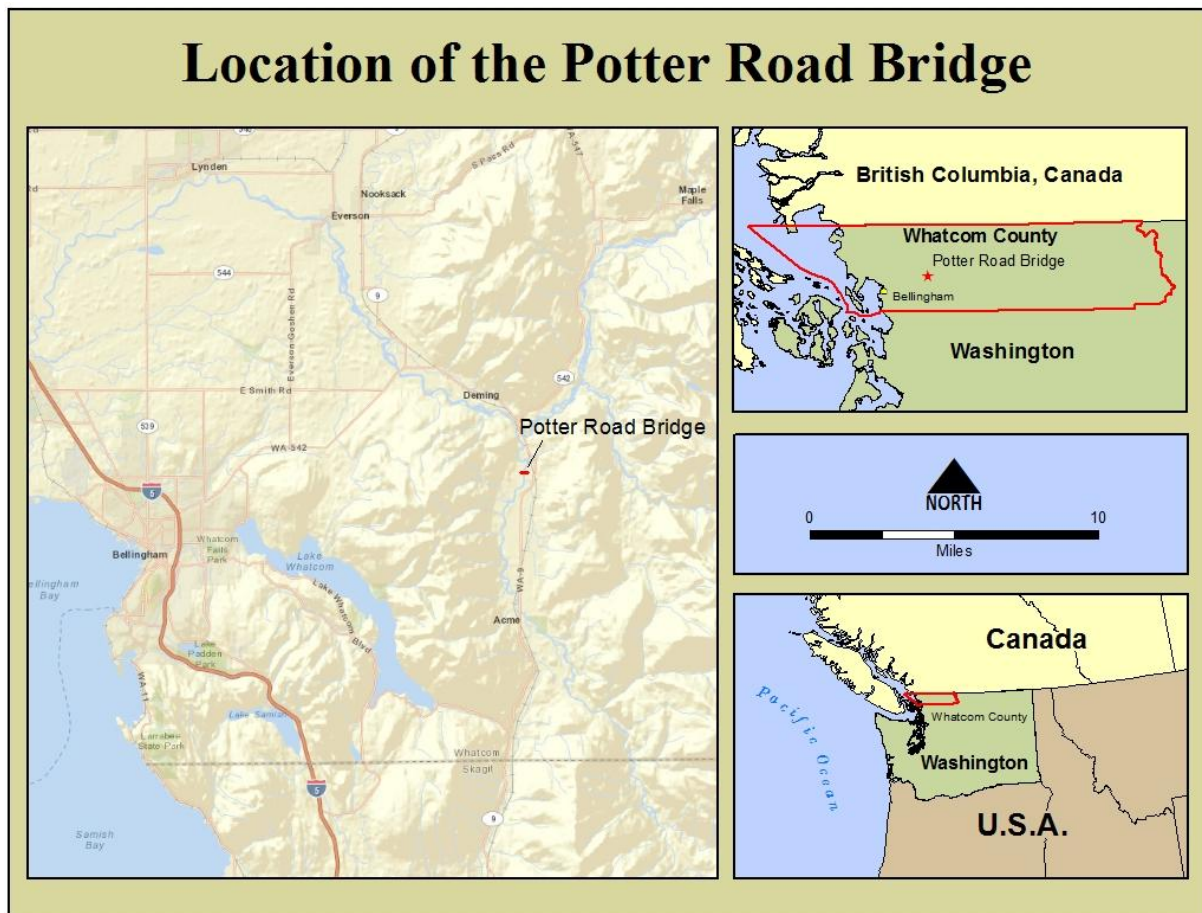 Location of the Potter Road Bridge
Lynden
Nooksack
Everson
S Pass Rd
WA-547
Maple
Falls
544
9
Everson-Goshen Rd
E Smith Rd
Deming
542
Potter Road Bridge
539
WA-542
5
Bellingham
Whatcom
Falls
Park
Lake
Whatcom
Lake Whatcom Blvd
ellingham
Bay
WA-9
Acme
Lake
Padden
Park
WA-11
Lake Samish
Larrabee
State Park
Whatcom
Skagit
5
9
Samish
Bay
British Columbia, Canada
Whatcom County
Potter Road Bridge
Bellingham
Washington
NORTH
0
10
Miles
Canada
Pacific Ocean
Whatcom County
Washington
U.S.A.